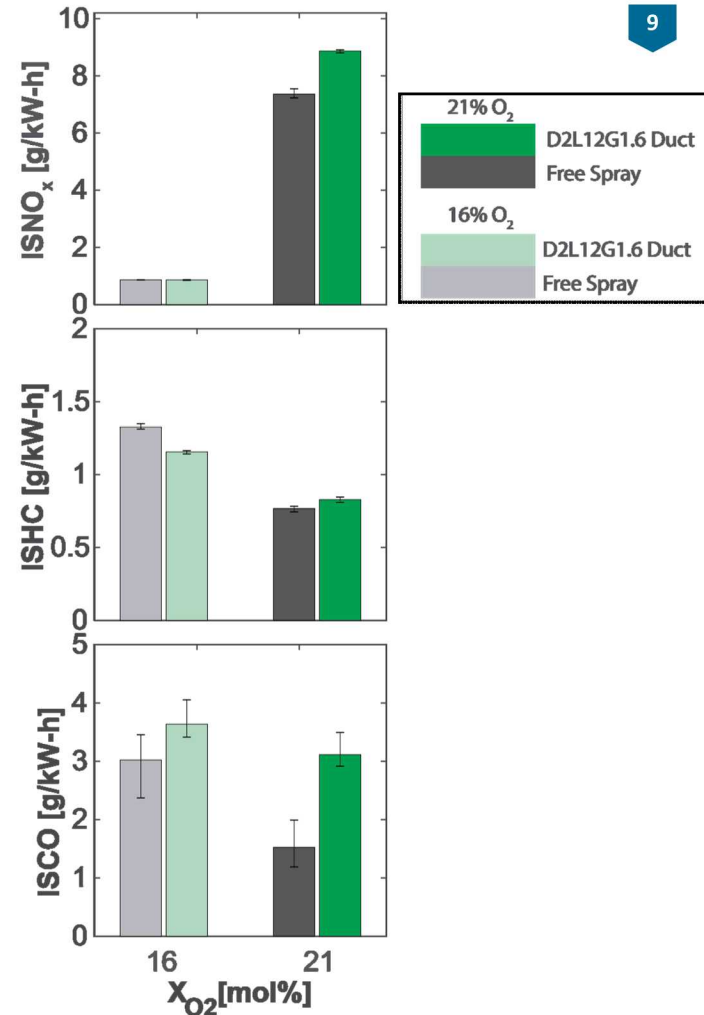 9
10
8
6
4
2
0
ISNOₓ [g/kW-h]
21% O₂
D2L12G1.6 Duct
Free Spray
16% O₂
D2L12G1.6 Duct
Free Spray
2
1.5
1
0.5
0
ISHC [g/kW-h]
5
4
3
2
1
0
ISCO [g/kW-h]
16 21
X_O2[mol%]